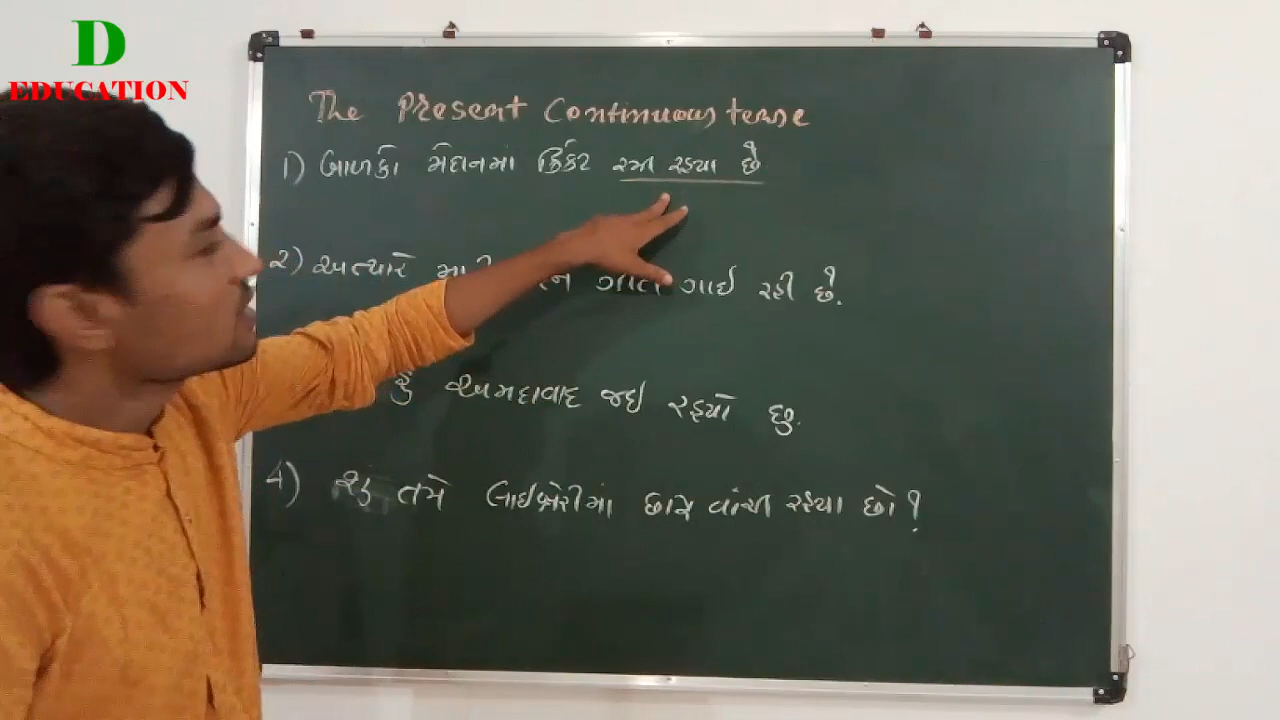 D
EDUCATION
The Present Continuous tense
1) બાળકો મેદાનમાં ક્રિકેટ રમી રહ્યા છે
2) અત્યારે ગીત ગાઈ રહી છે.
હું અમદાવાદ જઈ રહ્યો છું.
4) શું તમે લાઈબ્રેરીમાં વાંચી રહ્યા છો?